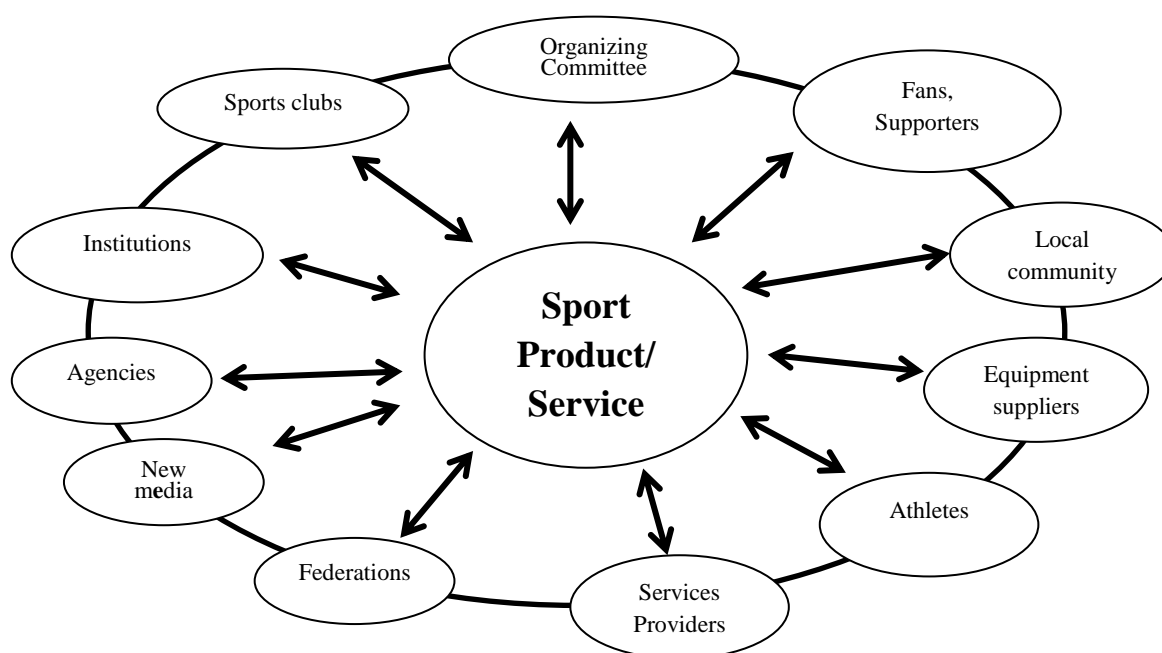 Organizing
Committee
Sports clubs
Fans,
Supporters
Institutions
Local
community
Sport
Product/
Service
Agencies
Equipment
suppliers
New
media
Athletes
Federations
Services
Providers